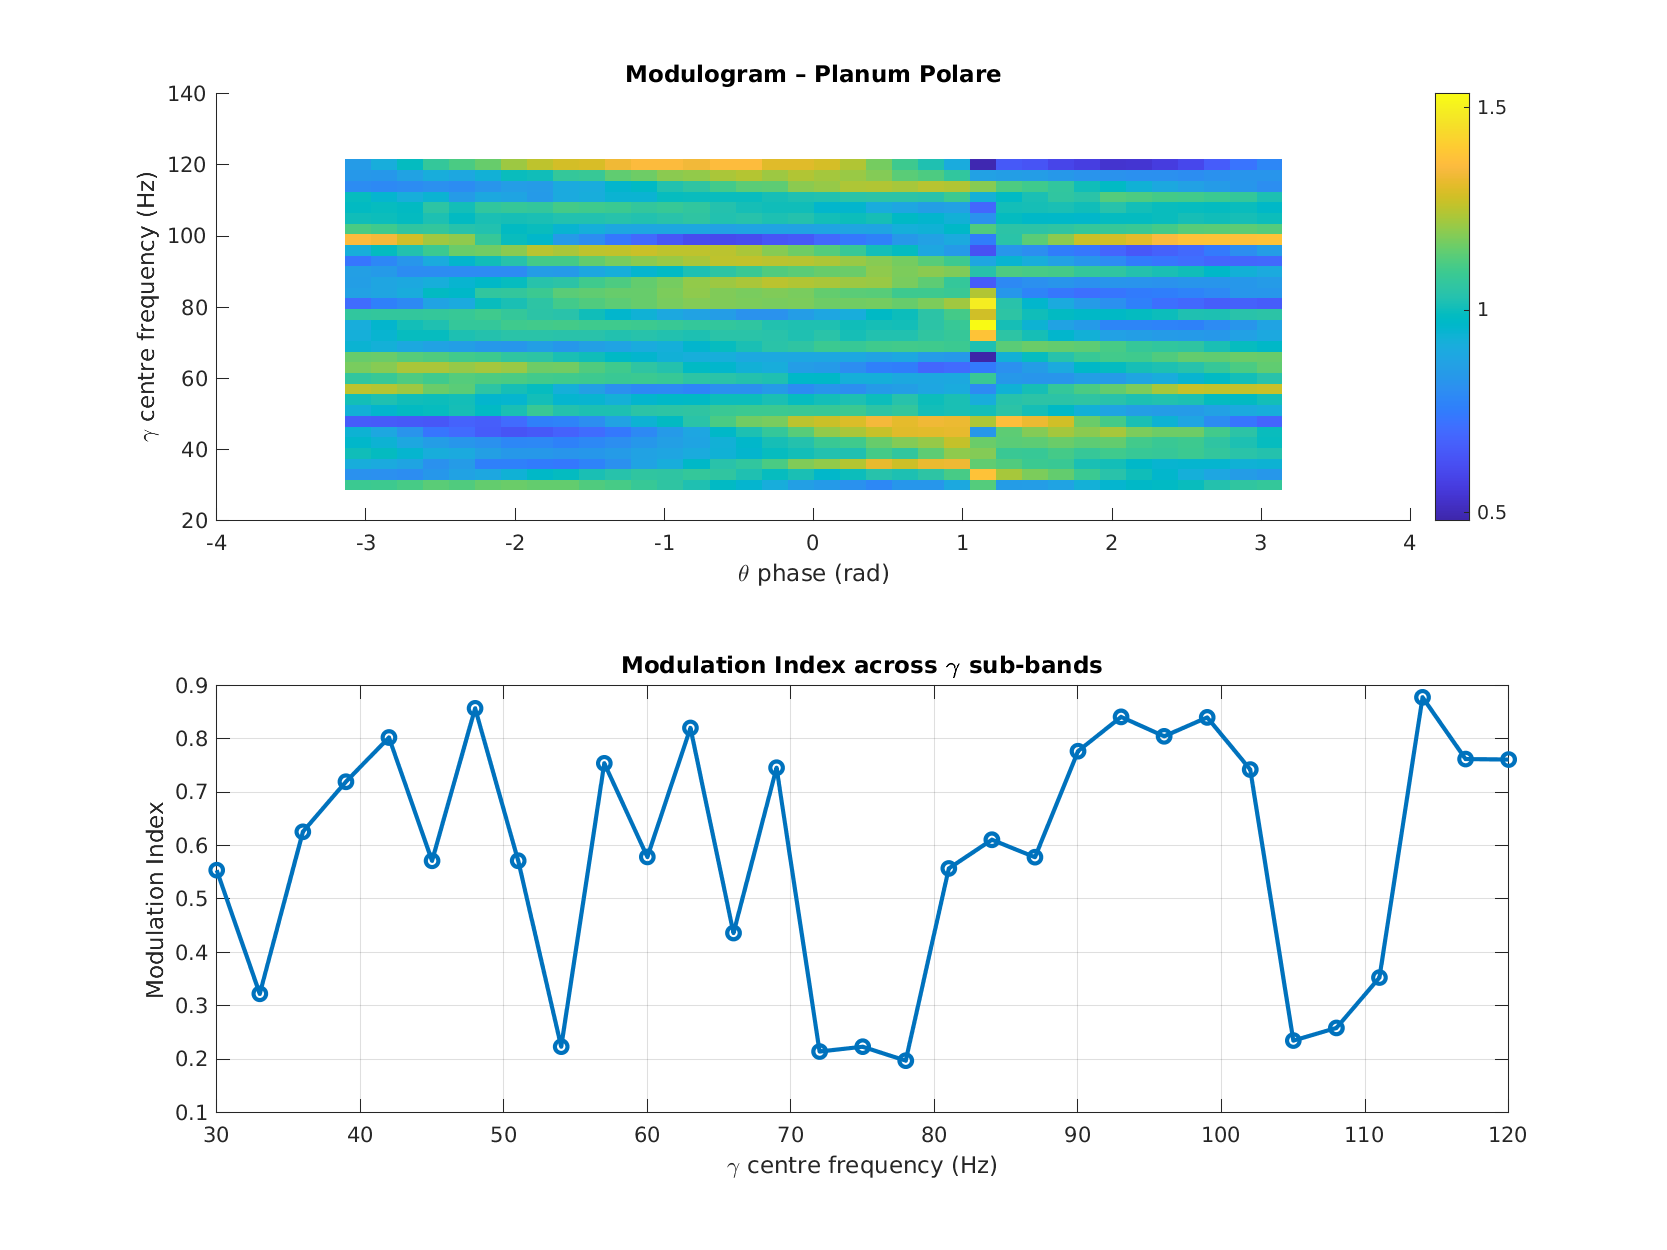 Modulogram – Planum Polare
γ centre frequency (Hz)
140
120
100
80
60
40
20
-4 -3 -2 -1 0 1 2 3 4
θ phase (rad)
1.5
1
0.5
Modulation Index across γ sub-bands
Modulation Index
0.9
0.8
0.7
0.6
0.5
0.4
0.3
0.2
0.1
30 40 50 60 70 80 90 100 110 120
γ centre frequency (Hz)